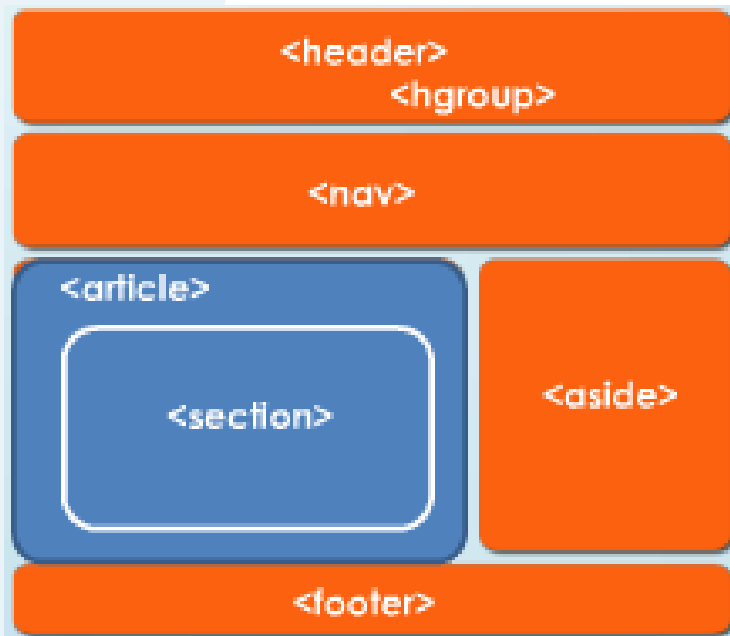 <header>
<hgroup>
<nav>
<article>
<section>
<aside>
<footer>